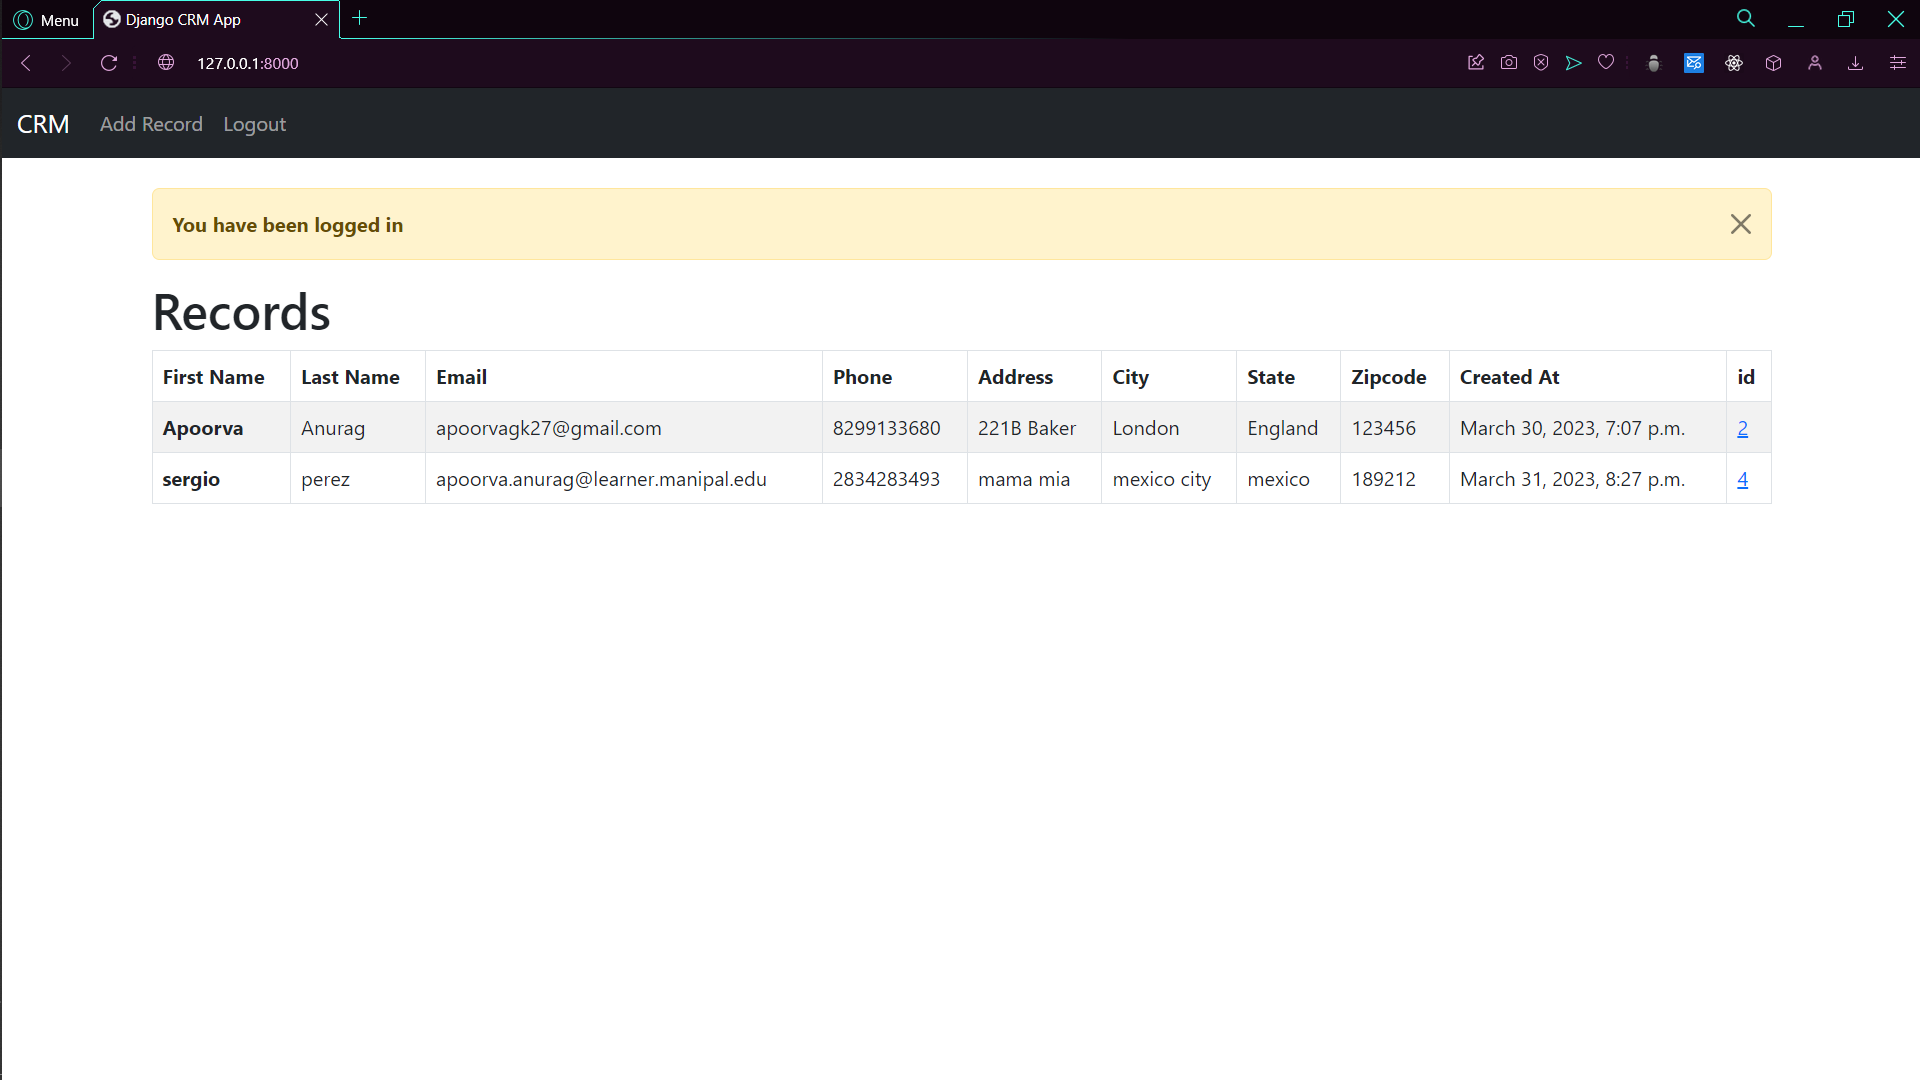 Menu Django CRM App
127.0.0.1:8000
CRM Add Record Logout
You have been logged in
Records
First Name Last Name Email Phone Address City State Zipcode Created At id
Apoorva Anurag apoorvagk27@gmail.com 8299133680 221B Baker London England 123456 March 30, 2023, 7:07 p.m. 2
sergio perez apoorva.anurag@learner.manipal.edu 2834283493 mama mia mexico city mexico 189212 March 31, 2023, 8:27 p.m. 4